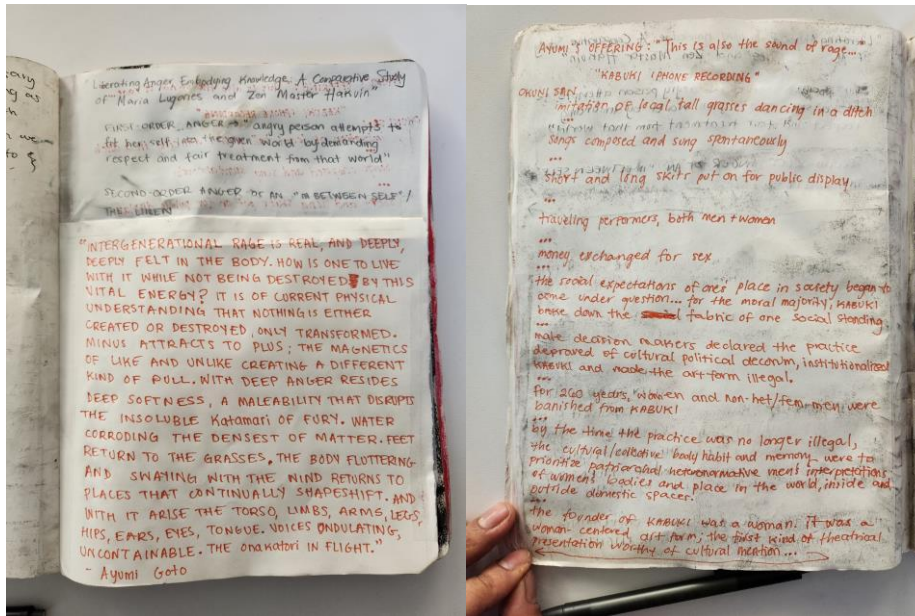 "Liberating Anger, Embodying Knowledge: A Comparative Study
of "Maria Lugones and Zen Master Hakuin"
FIRST-ORDER ANGER → "angry person attempts to
fit her self into the given world by demanding
respect and fair treatment from that world"
SECOND-ORDER ANGER OF AN "IN BETWEEN SELF"/
THE LIMEN
"INTERGENERATIONAL RAGE IS REAL, AND DEEPLY,
DEEPLY FELT IN THE BODY. HOW IS ONE TO LIVE
WITH IT WHILE NOT BEING DESTROYED BY THIS
VITAL ENERGY? IT IS OF CURRENT PHYSICAL
UNDERSTANDING THAT NOTHING IS EITHER
CREATED OR DESTROYED, ONLY TRANSFORMED.
MINUS ATTRACTS TO PLUS; THE MAGNETICS
OF LIKE AND UNLIKE CREATING A DIFFERENT
KIND OF PULL. WITH DEEP ANGER RESIDES
DEEP SOFTNESS, A MALEABILITY THAT DISRUPTS
THE INSOLUBLE Katamari OF FURY. WATER
CORRODING THE DENSEST OF MATTER. FEET
RETURN TO THE GRASSES, THE BODY FLUTTERING
AND SWAYING WITH THE WIND RETURNS TO
PLACES THAT CONTINUALLY SHAPESHIFT. AND
WITH IT ARISE THE TORSO, LIMBS, ARMS, LEGS,
HIPS, EARS, EYES, TONGUE. VOICES ONDULATING,
UNCONTAINABLE. THE onakatori IN FLIGHT."
- Ayumi Goto
AYUMI'S OFFERING: "This is also the sound of rage..."
"KABUKI IPHONE RECORDING"
OKUNI SAN
imitation of local tall grasses dancing in a ditch
...
songs composed and sung spontaneously
...
short and long skits put on for public display
...
traveling performers, both men + women
...
money exchanged for sex
...
the social expectations of one's place in society began to
come under question... for the moral majority, KABUKI
broke down the fabric of one social standing
...
male decision makers declared the practice
depraved of cultural political decorum, institutionalized
KABUKI and made the art form illegal.
...
for 260 years, women and non-het/fem-men, were
banished from KABUKI
...
by the time the practice was no longer illegal,
the cultural/collective body habit and memory were to
prioritize patriarchal heteronormative men's interpretations
of women's bodies and place in the world, inside and
outside domestic spaces.
...
the founder of KABUKI was a woman. it was a
woman-centered art form; the first kind of theatrical
presentation worthy of cultural mention...